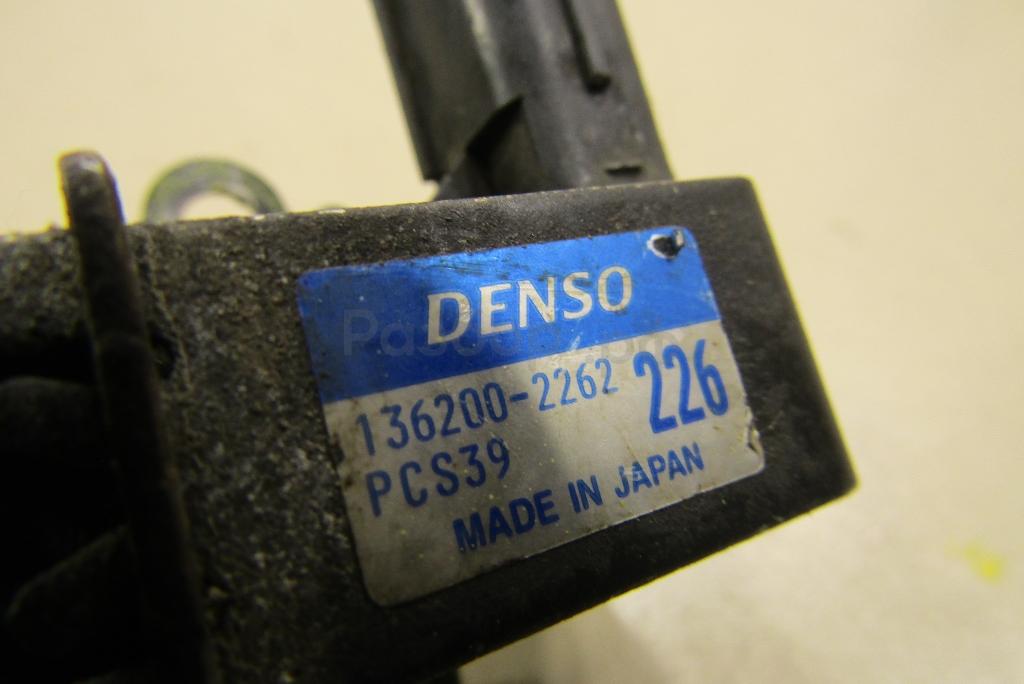 DENSO
136200-2262 226
PCS39
MADE IN JAPAN